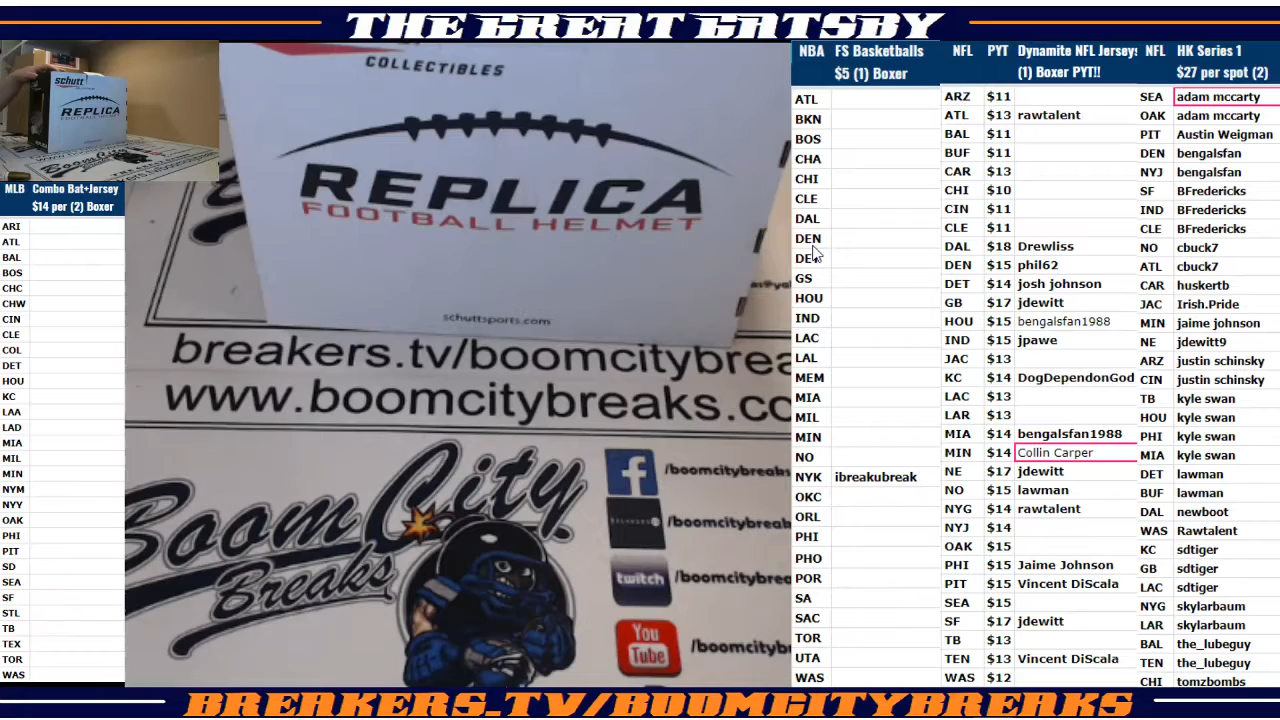 THE GREAT GATSBY
schutt
REPLICA
FOOTBALL HELMET
COLLECTIBLES
REPLICA
FOOTBALL HELMET
schuttsports.com
breakers.tv/boomcitybrea
www.boomcitybreaks.co
Boom City
Breaks
/boomcitybreaks
/boomcitybreak
twitch
/boomcitybrea
You
Tube
/boomcitybrea
MLB Combo Bat+Jersey
$14 per (2) Boxer
ARI
ATL
BAL
BOS
CHC
CHW
CIN
CLE
COL
DET
HOU
KC
LAA
LAD
MIA
MIL
MIN
NYM
NYY
OAK
PHI
PIT
SD
SEA
SF
STL
TB
TEX
TOR
WAS
NBA FS Basketballs
$5 (1) Boxer
ATL
BKN
BOS
CHA
CHI
CLE
DAL
DEN
GS
HOU
IND
LAC
LAL
MEM
MIA
MIL
MIN
NO
NYK ibreakubreak
OKC
ORL
PHI
PHO
POR
SA
SAC
TOR
UTA
WAS
NFL PYT Dynamite NFL Jerseys
(1) Boxer PYT!!
ARZ $11
ATL $13 rawtalent
BAL $11
BUF $11
CAR $13
CHI $10
CIN $11
CLE $11
DAL $18 Drewliss
DEN $15 phil62
DET $14 josh johnson
GB $17 jdewitt
HOU $15 bengalsfan1988
IND $15 jpawe
JAC $13
KC $14 DogDependonGod
LAC $13
LAR $13
MIA $14 bengalsfan1988
MIN $14 Collin Carper
NE $17 jdewitt
NO $15 lawman
NYG $14 rawtalent
NYJ $14
OAK $15
PHI $15 Jaime Johnson
PIT $15 Vincent DiScala
SEA $15
SF $17 jdewitt
TB $13
TEN $13 Vincent DiScala
WAS $12
NFL HK Series 1
$27 per spot (2)
SEA adam mccarty
OAK adam mccarty
PIT Austin Weigman
DEN bengalsfan
NYJ bengalsfan
SF BFredericks
IND BFredericks
CLE BFredericks
NO cbuck7
ATL cbuck7
CAR huskertb
JAC Irish.Pride
MIN jaime johnson
NE jdewitt9
ARZ justin schinsky
CIN justin schinsky
TB kyle swan
HOU kyle swan
PHI kyle swan
MIA kyle swan
DET lawman
BUF lawman
DAL newboot
WAS Rawtalent
KC sdtiger
GB sdtiger
LAC sdtiger
NYG skylarbaum
LAR skylarbaum
BAL the_lubeguy
TEN the_lubeguy
CHI tomzbombs
BREAKERS.TV/BOOMCITYBREAKS